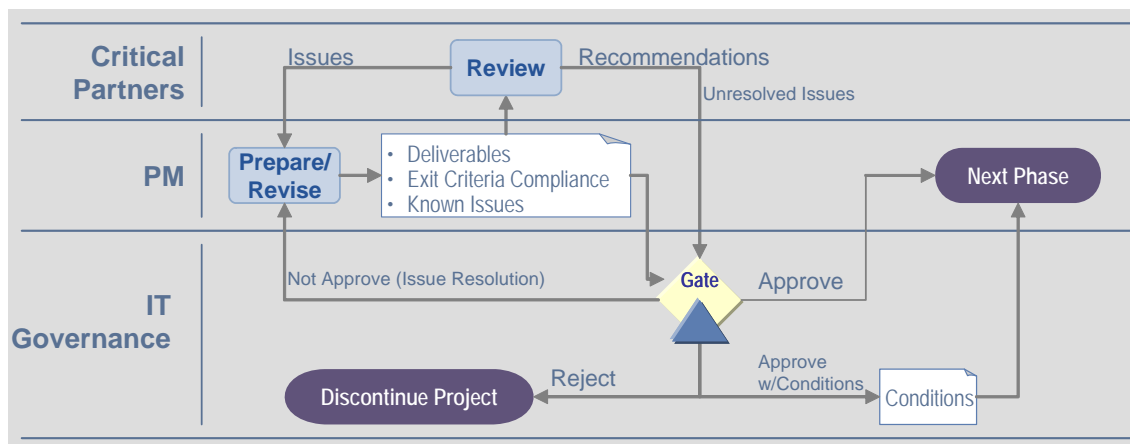 Critical
Partners
Issues
Review
Recommendations
Unresolved Issues
PM
Prepare/
Revise
• Deliverables
• Exit Criteria Compliance
• Known Issues
Next Phase
IT
Governance
Not Approve (Issue Resolution)
Gate
Approve
Discontinue Project
Reject
Approve
w/Conditions
Conditions